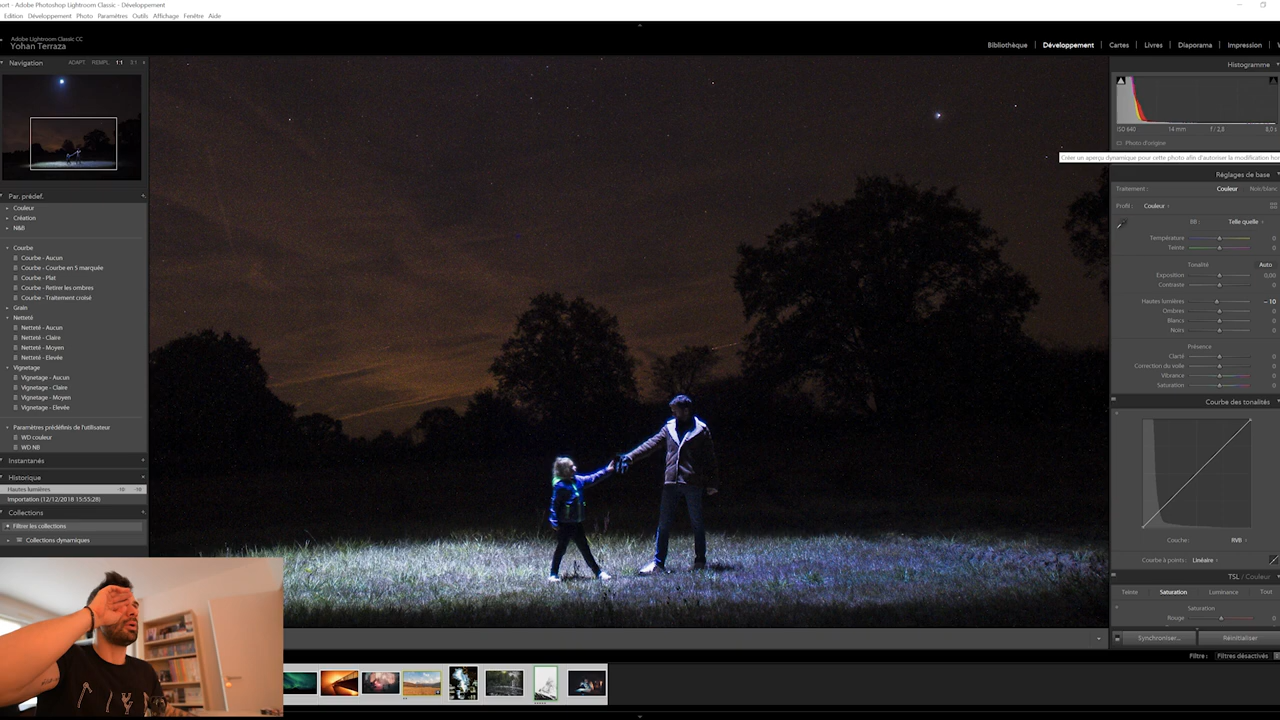 ort - Adobe Photoshop Lightroom Classic - Développement
Edition Développement Photo Paramètres Outils Affichage Fenêtre Aide
Adobe Lightroom Classic CC
Yohan Terraza
Bibliothèque | Développement | Cartes | Livres | Diaporama | Impression |
Navigation ADAPT REMPL. 1:1 3:1
Histogramme
ISO 640 14 mm f / 2,8 8,0 s
Photo d'origine
Créer un aperçu dynamique pour cette photo afin d'autoriser la modification hor
Réglages de base
Traitement : Couleur Noir/blanc
Profil : Couleur
BB : Telle quelle
Température
Teinte
Tonalité Auto
Exposition 0,00
Contraste 0
Hautes lumières - 10
Ombres 0
Blancs 0
Noirs 0
Présence
Clarté 0
Correction du voile 0
Vibrance 0
Saturation 0
Courbe des tonalités
Couche : RVB
Courbe à points : Linéaire
TSL / Couleur
Teinte Saturation Luminance Tout
Saturation
Rouge 0
Synchroniser... Réinitialiser
Filtre : Filtres désactivés
Par. prédéf.
Couleur
Création
N&B
Courbe
Courbe - Aucun
Courbe - Courbe en S marquée
Courbe - Plat
Courbe - Retirer les ombres
Courbe - Traitement croisé
Grain
Netteté
Netteté - Aucun
Netteté - Claire
Netteté - Moyen
Netteté - Elevée
Vignetage
Vignetage - Aucun
Vignetage - Claire
Vignetage - Moyen
Vignetage - Elevée
Paramètres prédéfinis de l'utilisateur
WD couleur
WD NB
Instantanés
Historique
Hautes lumières -10 -10
Importation (12/12/2018 15:55:28)
Collections
Filtrer les collections
Collections dynamiques